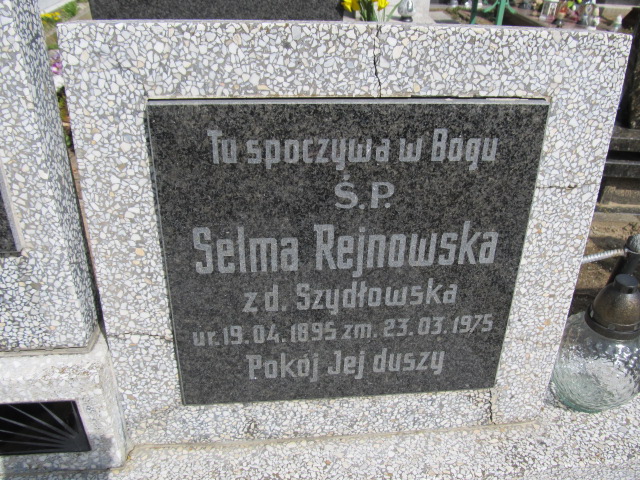 Tu spoczywa w Bogu
Ś.P.
Selma Rejnowska
z d. Szydłowska
ur. 19.04.1895 zm. 23.03.1975
Pokój Jej duszy